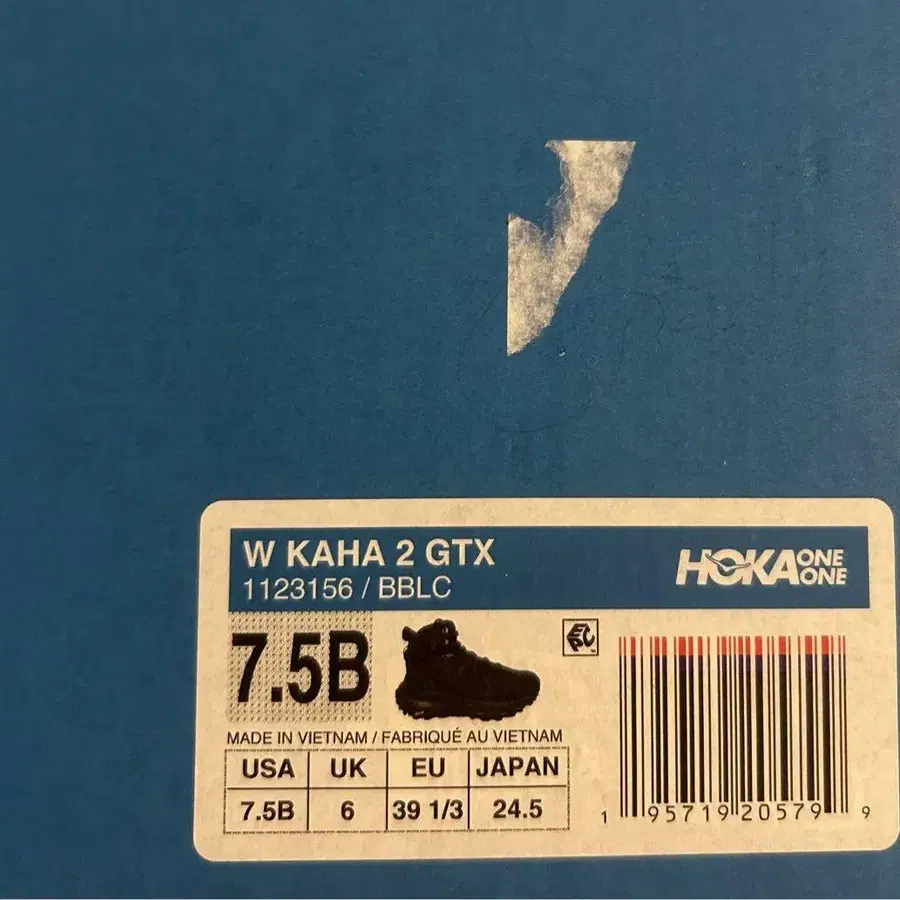 W KAHA 2 GTX
1123156 / BBLC
HOKA ONE ONE
7.5B
EPC
MADE IN VIETNAM / FABRIQUÉ AU VIETNAM
USA UK EU JAPAN
7.5B 6 39 1/3 24.5
1 95719 20579 9